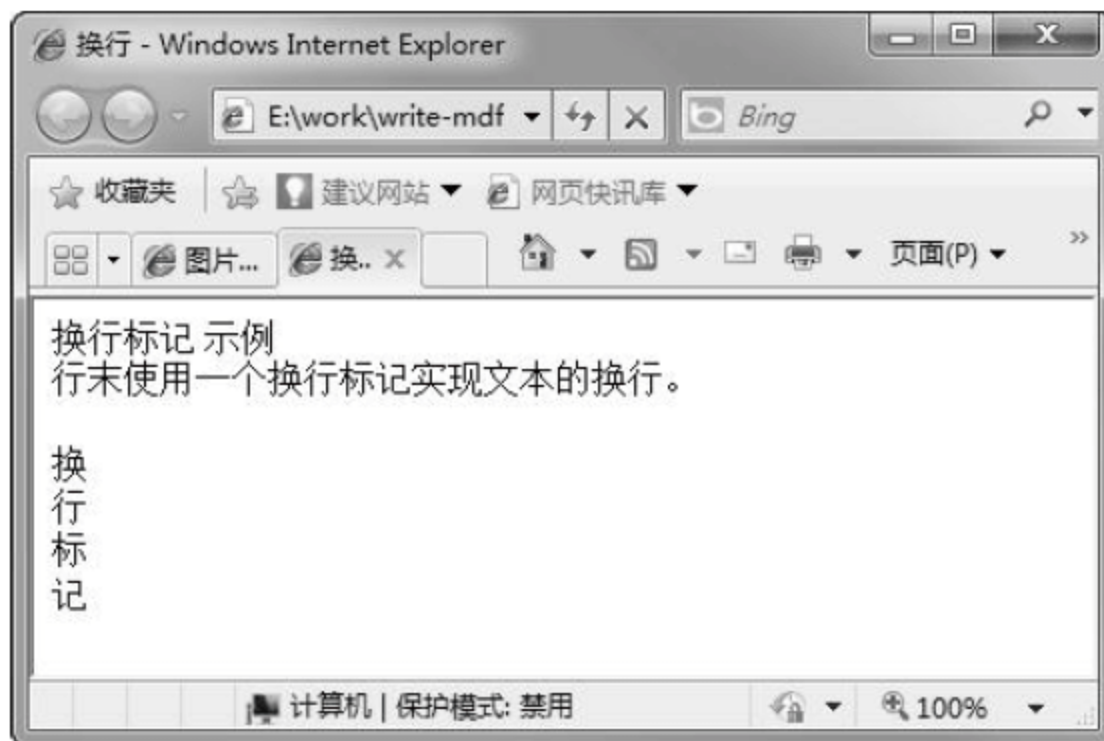 换行 - Windows Internet Explorer
X
E:\work\write-mdf
Bing
收藏夹 建议网站 网页快讯库
图片... 换.. × 页面(P) »
换行标记 示例
行末使用一个换行标记实现文本的换行。
换
行
标
记
计算机 | 保护模式: 禁用 100%